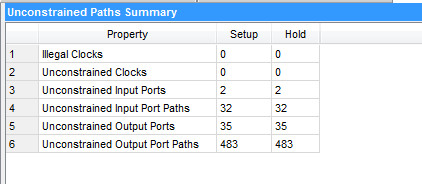 Unconstrained Paths Summary
Property Setup Hold
1 Illegal Clocks 0 0
2 Unconstrained Clocks 0 0
3 Unconstrained Input Ports 2 2
4 Unconstrained Input Port Paths 32 32
5 Unconstrained Output Ports 35 35
6 Unconstrained Output Port Paths 483 483